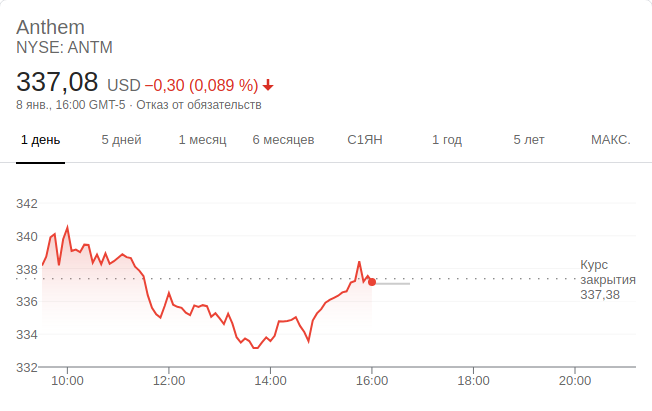 Anthem
NYSE: ANTM
337,08 USD −0,30 (0,089 %)
8 янв., 16:00 GMT-5 · Отказ от обязательств
1 день 5 дней 1 месяц 6 месяцев С1ЯН 1 год 5 лет МАКС.
342
340
338
336
334
332
Курс
закрытия
337,38
10:00 12:00 14:00 16:00 18:00 20:00